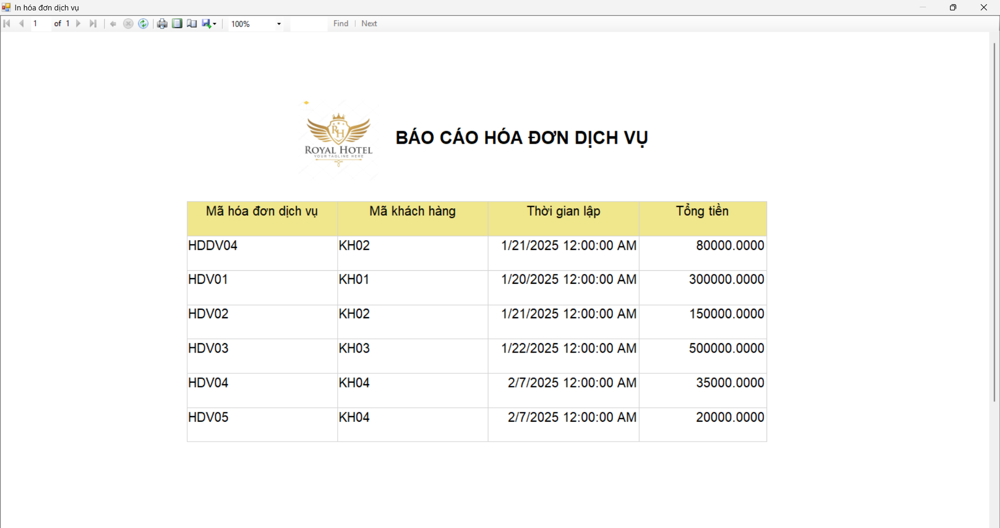 In hóa đơn dịch vụ
1 of 1 100% Find Next
RH
ROYAL HOTEL
YOUR TAGLINE HERE
BÁO CÁO HÓA ĐƠN DỊCH VỤ
Mã hóa đơn dịch vụ Mã khách hàng Thời gian lập Tổng tiền
HDDV04 KH02 1/21/2025 12:00:00 AM 80000.0000
HDV01 KH01 1/20/2025 12:00:00 AM 300000.0000
HDV02 KH02 1/21/2025 12:00:00 AM 150000.0000
HDV03 KH03 1/22/2025 12:00:00 AM 500000.0000
HDV04 KH04 2/7/2025 12:00:00 AM 35000.0000
HDV05 KH04 2/7/2025 12:00:00 AM 20000.0000